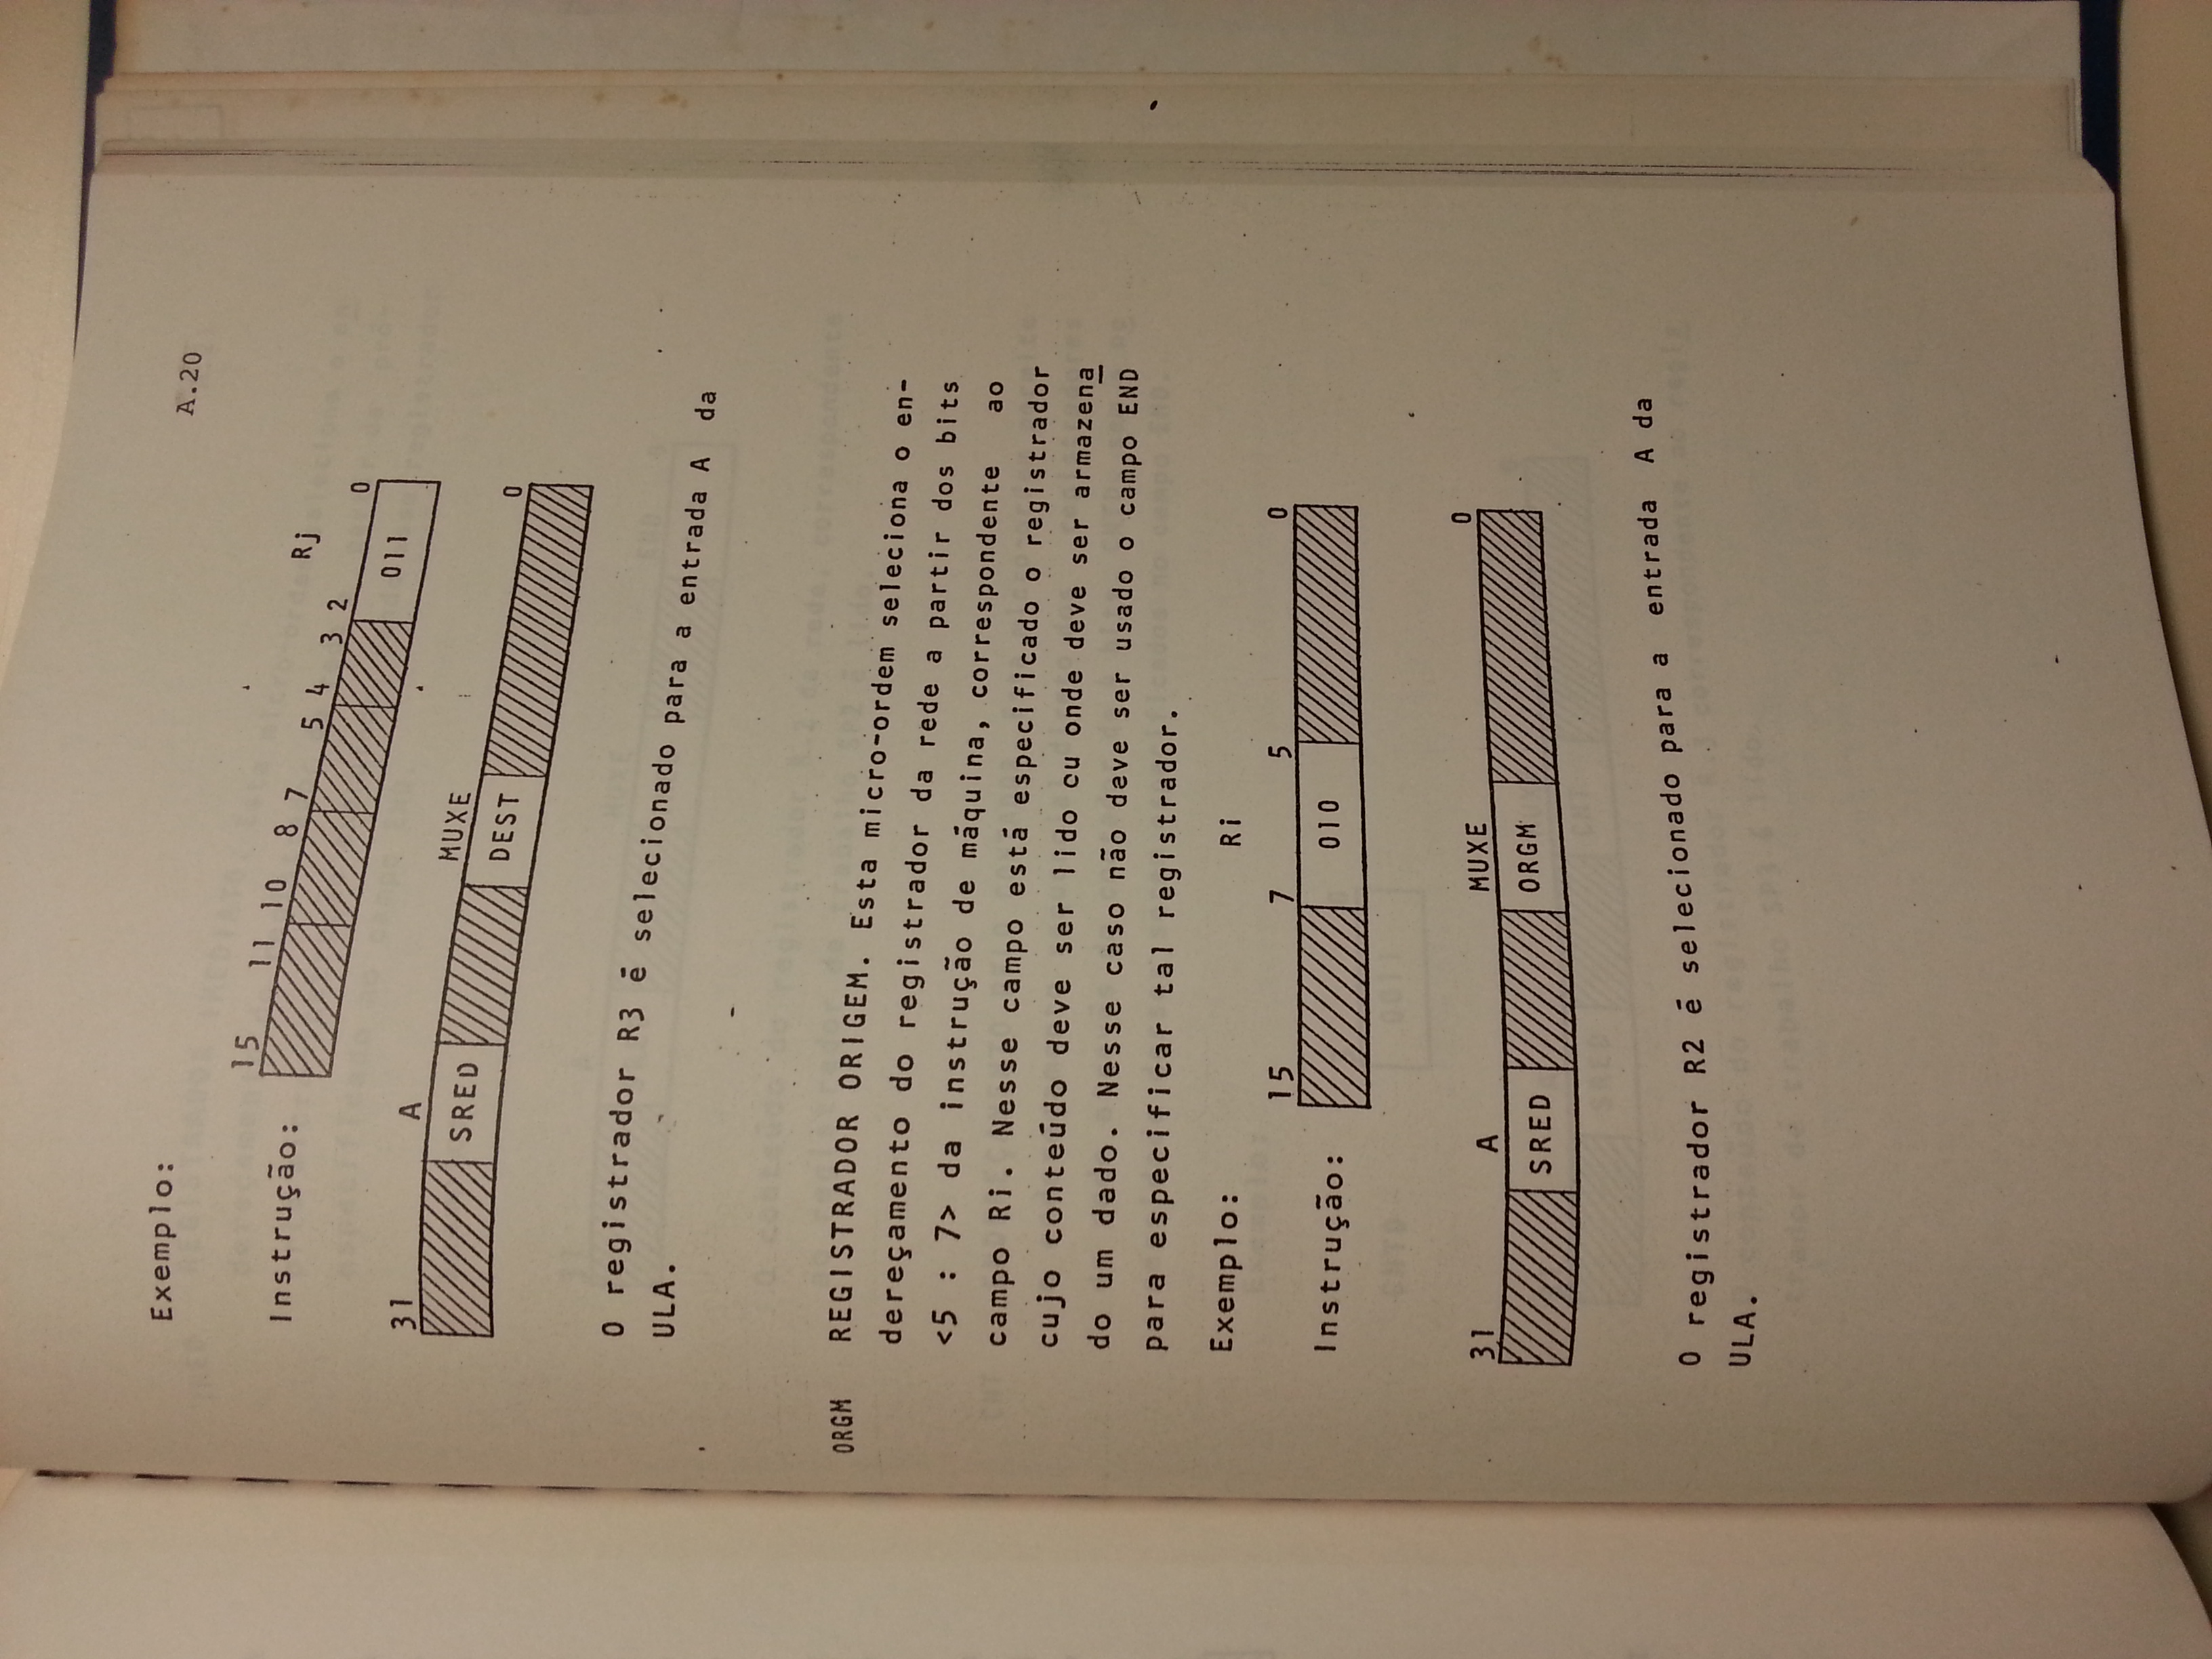 A.20
Exemplo:
Rj
Instrução:
15 11 10 8 7 5 4 3 2 0
011
A MUXE
31 0
SRED DEST
O registrador R3 é selecionado para a entrada A da
ULA.
ORGM REGISTRADOR ORIGEM. Esta micro-ordem seleciona o en-
dereçamento do registrador da rede a partir dos bits
<5 : 7> da instrução de máquina, correspondente ao
campo Ri. Nesse campo está especificado o registrador
cujo conteúdo deve ser lido cu onde deve ser armazena
do um dado. Nesse caso não deve ser usado o campo END
para especificar tal registrador.
Exemplo:
Ri
15 7 5 0
Instrução: 010
A MUXE
31 0
SRED ORGM
O registrador R2 é selecionado para a entrada A da
ULA.